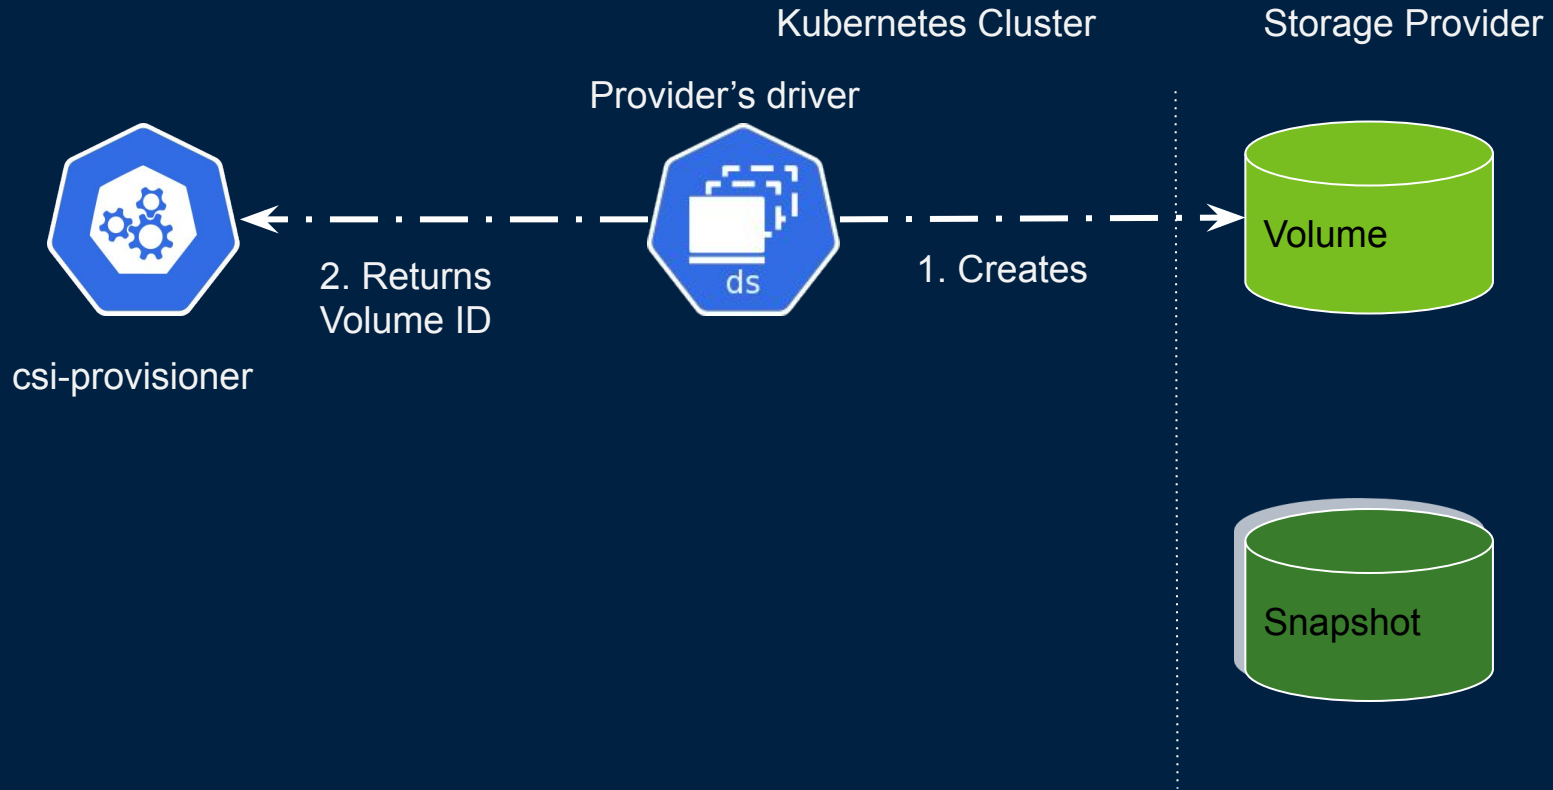 Kubernetes Cluster
Storage Provider
Provider’s driver
ds
Volume
1. Creates
2. Returns
Volume ID
csi-provisioner
Snapshot